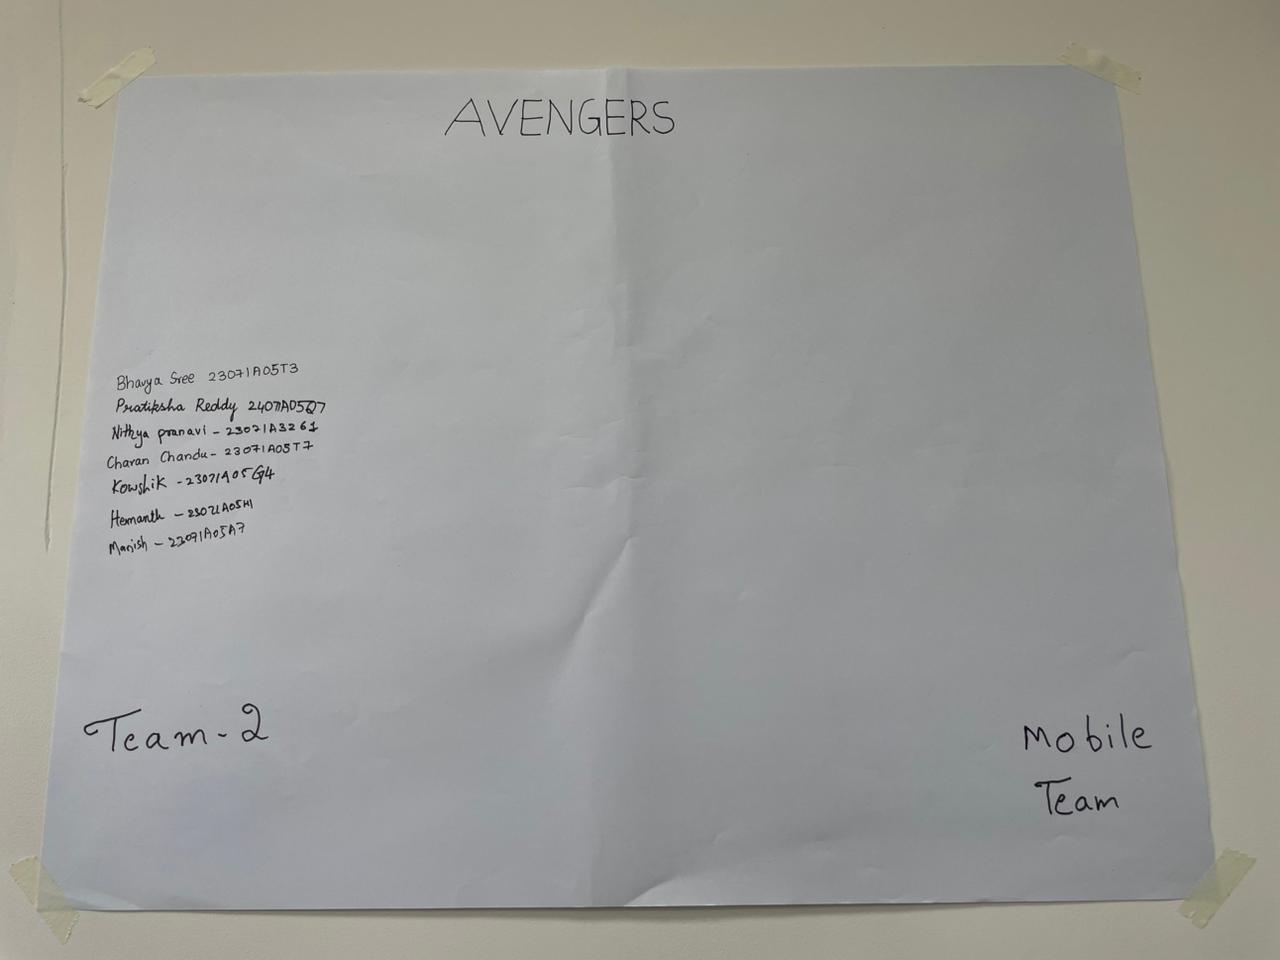 AVENGERS
Bhavya Sree 23071A05T3
Pratiksha Reddy 24071A05Q7
Nithya pranavi - 23071A3261
Charan Chandu - 23071A05T7
Kowshik - 23071A05G4
Hemanth - 23071A05H1
Manish - 23071A05A7
Team-2
Mobile
Team